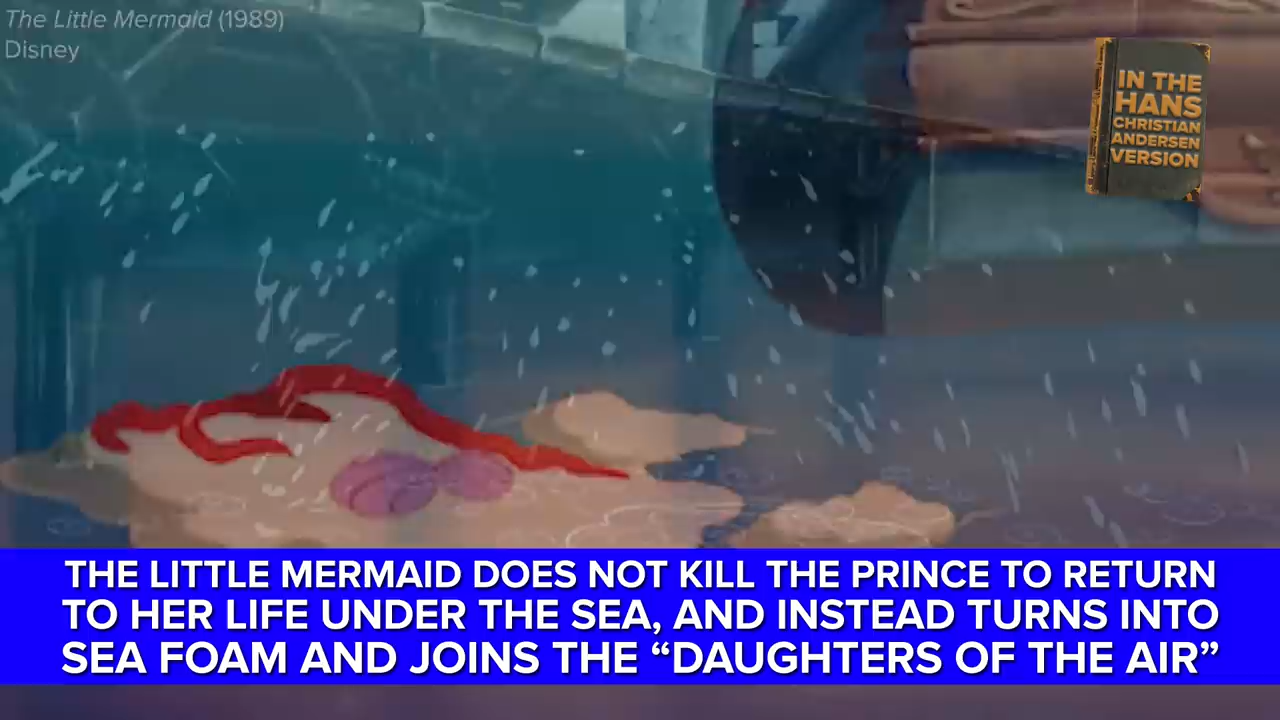 The Little Mermaid (1989)
Disney
IN THE
HANS
CHRISTIAN
ANDERSEN
VERSION
THE LITTLE MERMAID DOES NOT KILL THE PRINCE TO RETURN
TO HER LIFE UNDER THE SEA, AND INSTEAD TURNS INTO
SEA FOAM AND JOINS THE “DAUGHTERS OF THE AIR”